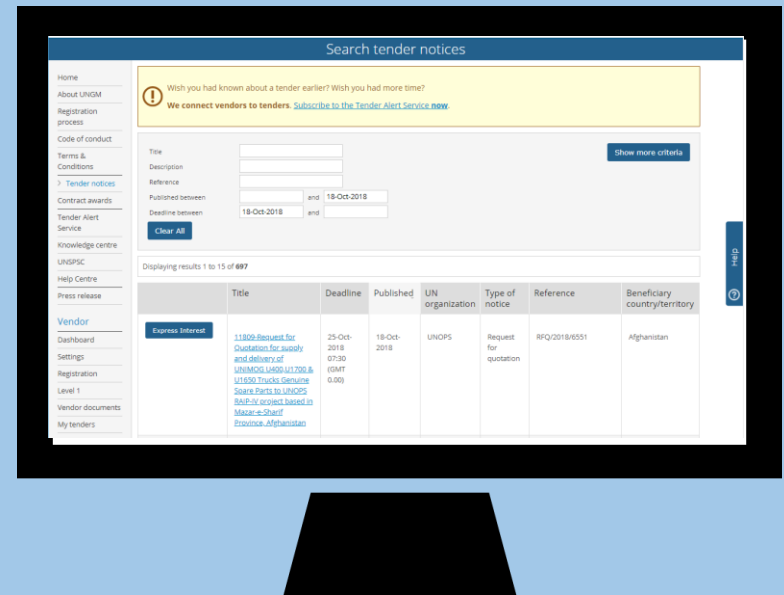 Search tender notices
Home
About UNGM
Registration
process
Code of conduct
Terms &
Conditions
> Tender notices
Contract awards
Tender Alert
Service
Knowledge centre
UNSPSC
Help Centre
Press release
Vendor
Dashboard
Settings
Registration
Level 1
Vendor documents
My tenders
Wish you had known about a tender earlier? Wish you had more time?
We connect vendors to tenders. Subscribe to the Tender Alert Service now.
Title
Show more criteria
Description
Reference
Published between and 18-Oct-2018
Deadline between 18-Oct-2018 and
Clear All
Displaying results 1 to 15 of 697
Title Deadline Published UN organization Type of notice Reference Beneficiary country/territory
Express Interest
11809-Request for
Quotation for supply
and delivery of
UNIMOG U400,U1700 &
U1650 Trucks Genuine
Spare Parts to UNOPS
RAIP-IV project based in
Mazar-e-Sharif
Province, Afghanistan
25-Oct-
2018
07:30
(GMT
0.00)
18-Oct-
2018
UNOPS
Request
for
quotation
RFQ/2018/6551
Afghanistan
Help